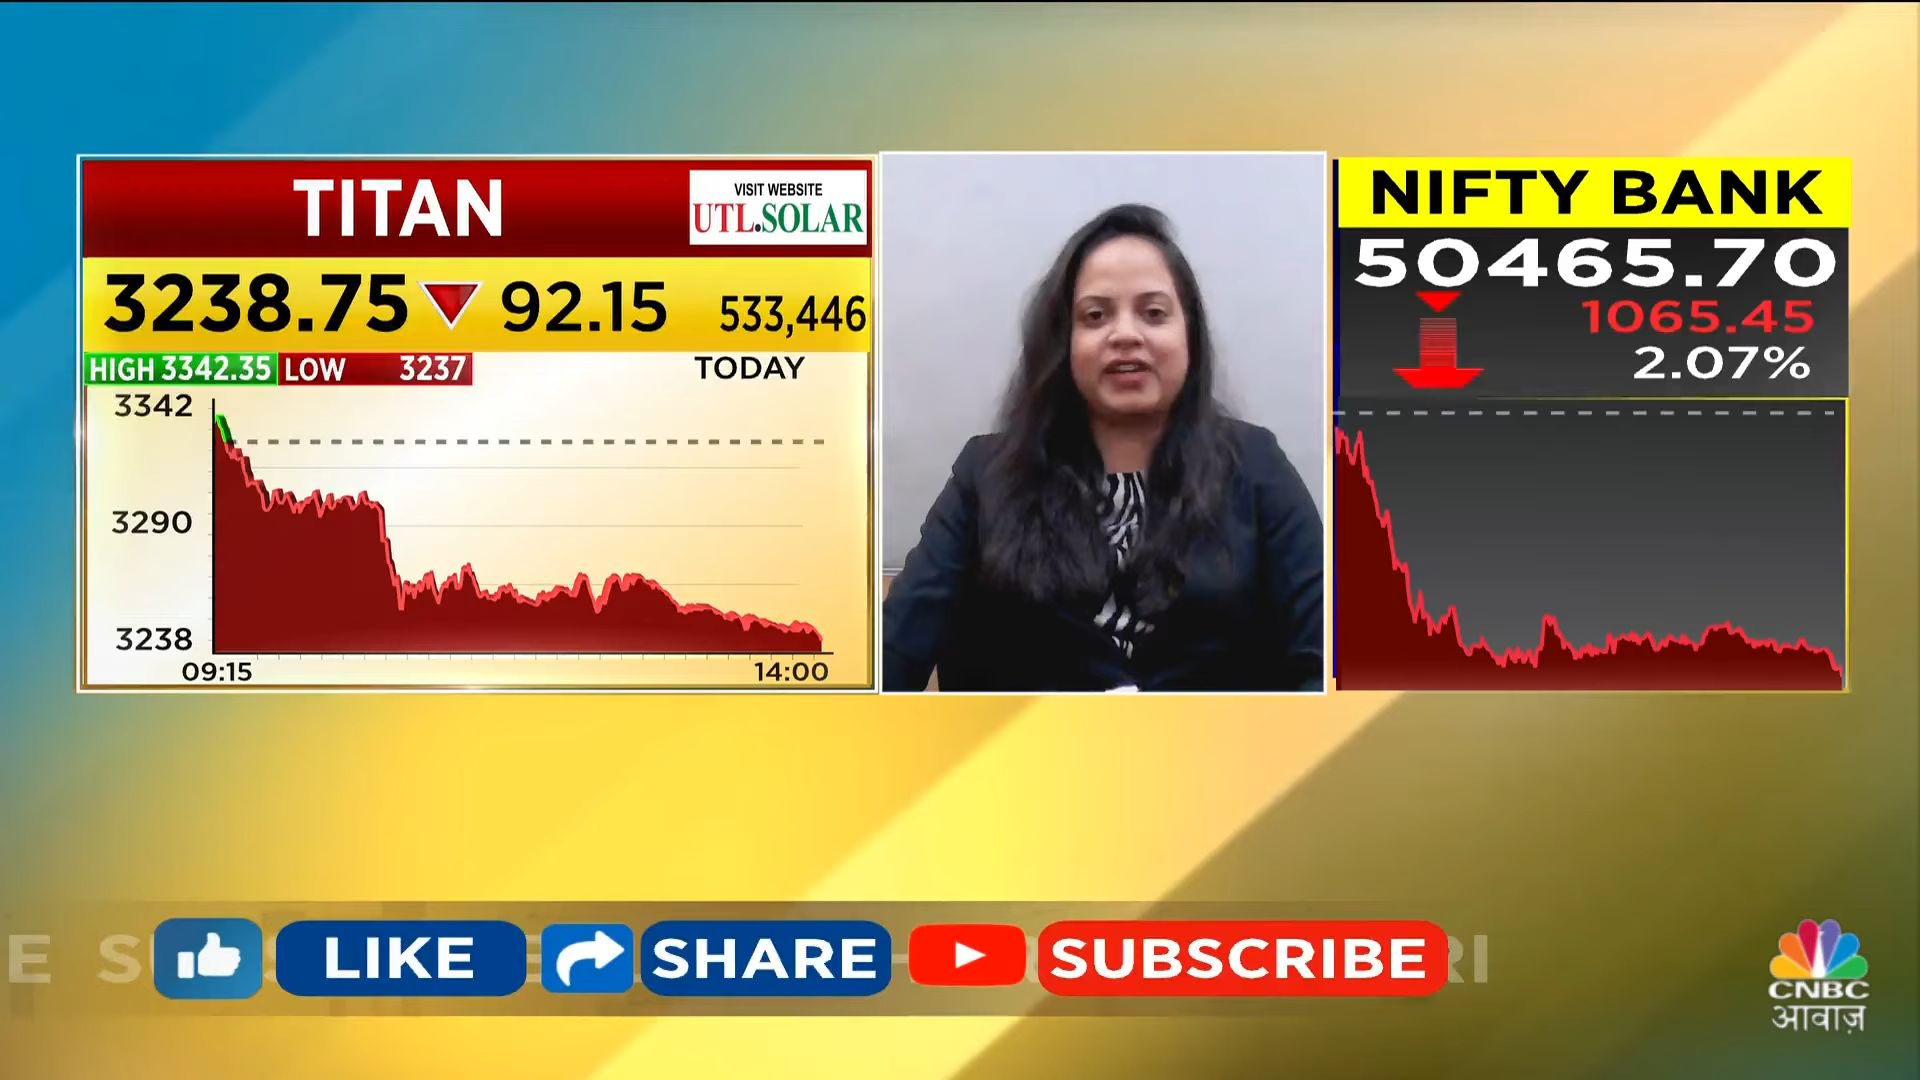 TITAN
VISIT WEBSITE
UTL.SOLAR
3238.75 92.15 533,446
HIGH 3342.35 LOW 3237 TODAY
3342
3290
3238
09:15 14:00
NIFTY BANK
50465.70
1065.45
2.07%
LIKE SHARE SUBSCRIBE
CNBC
आवाज़